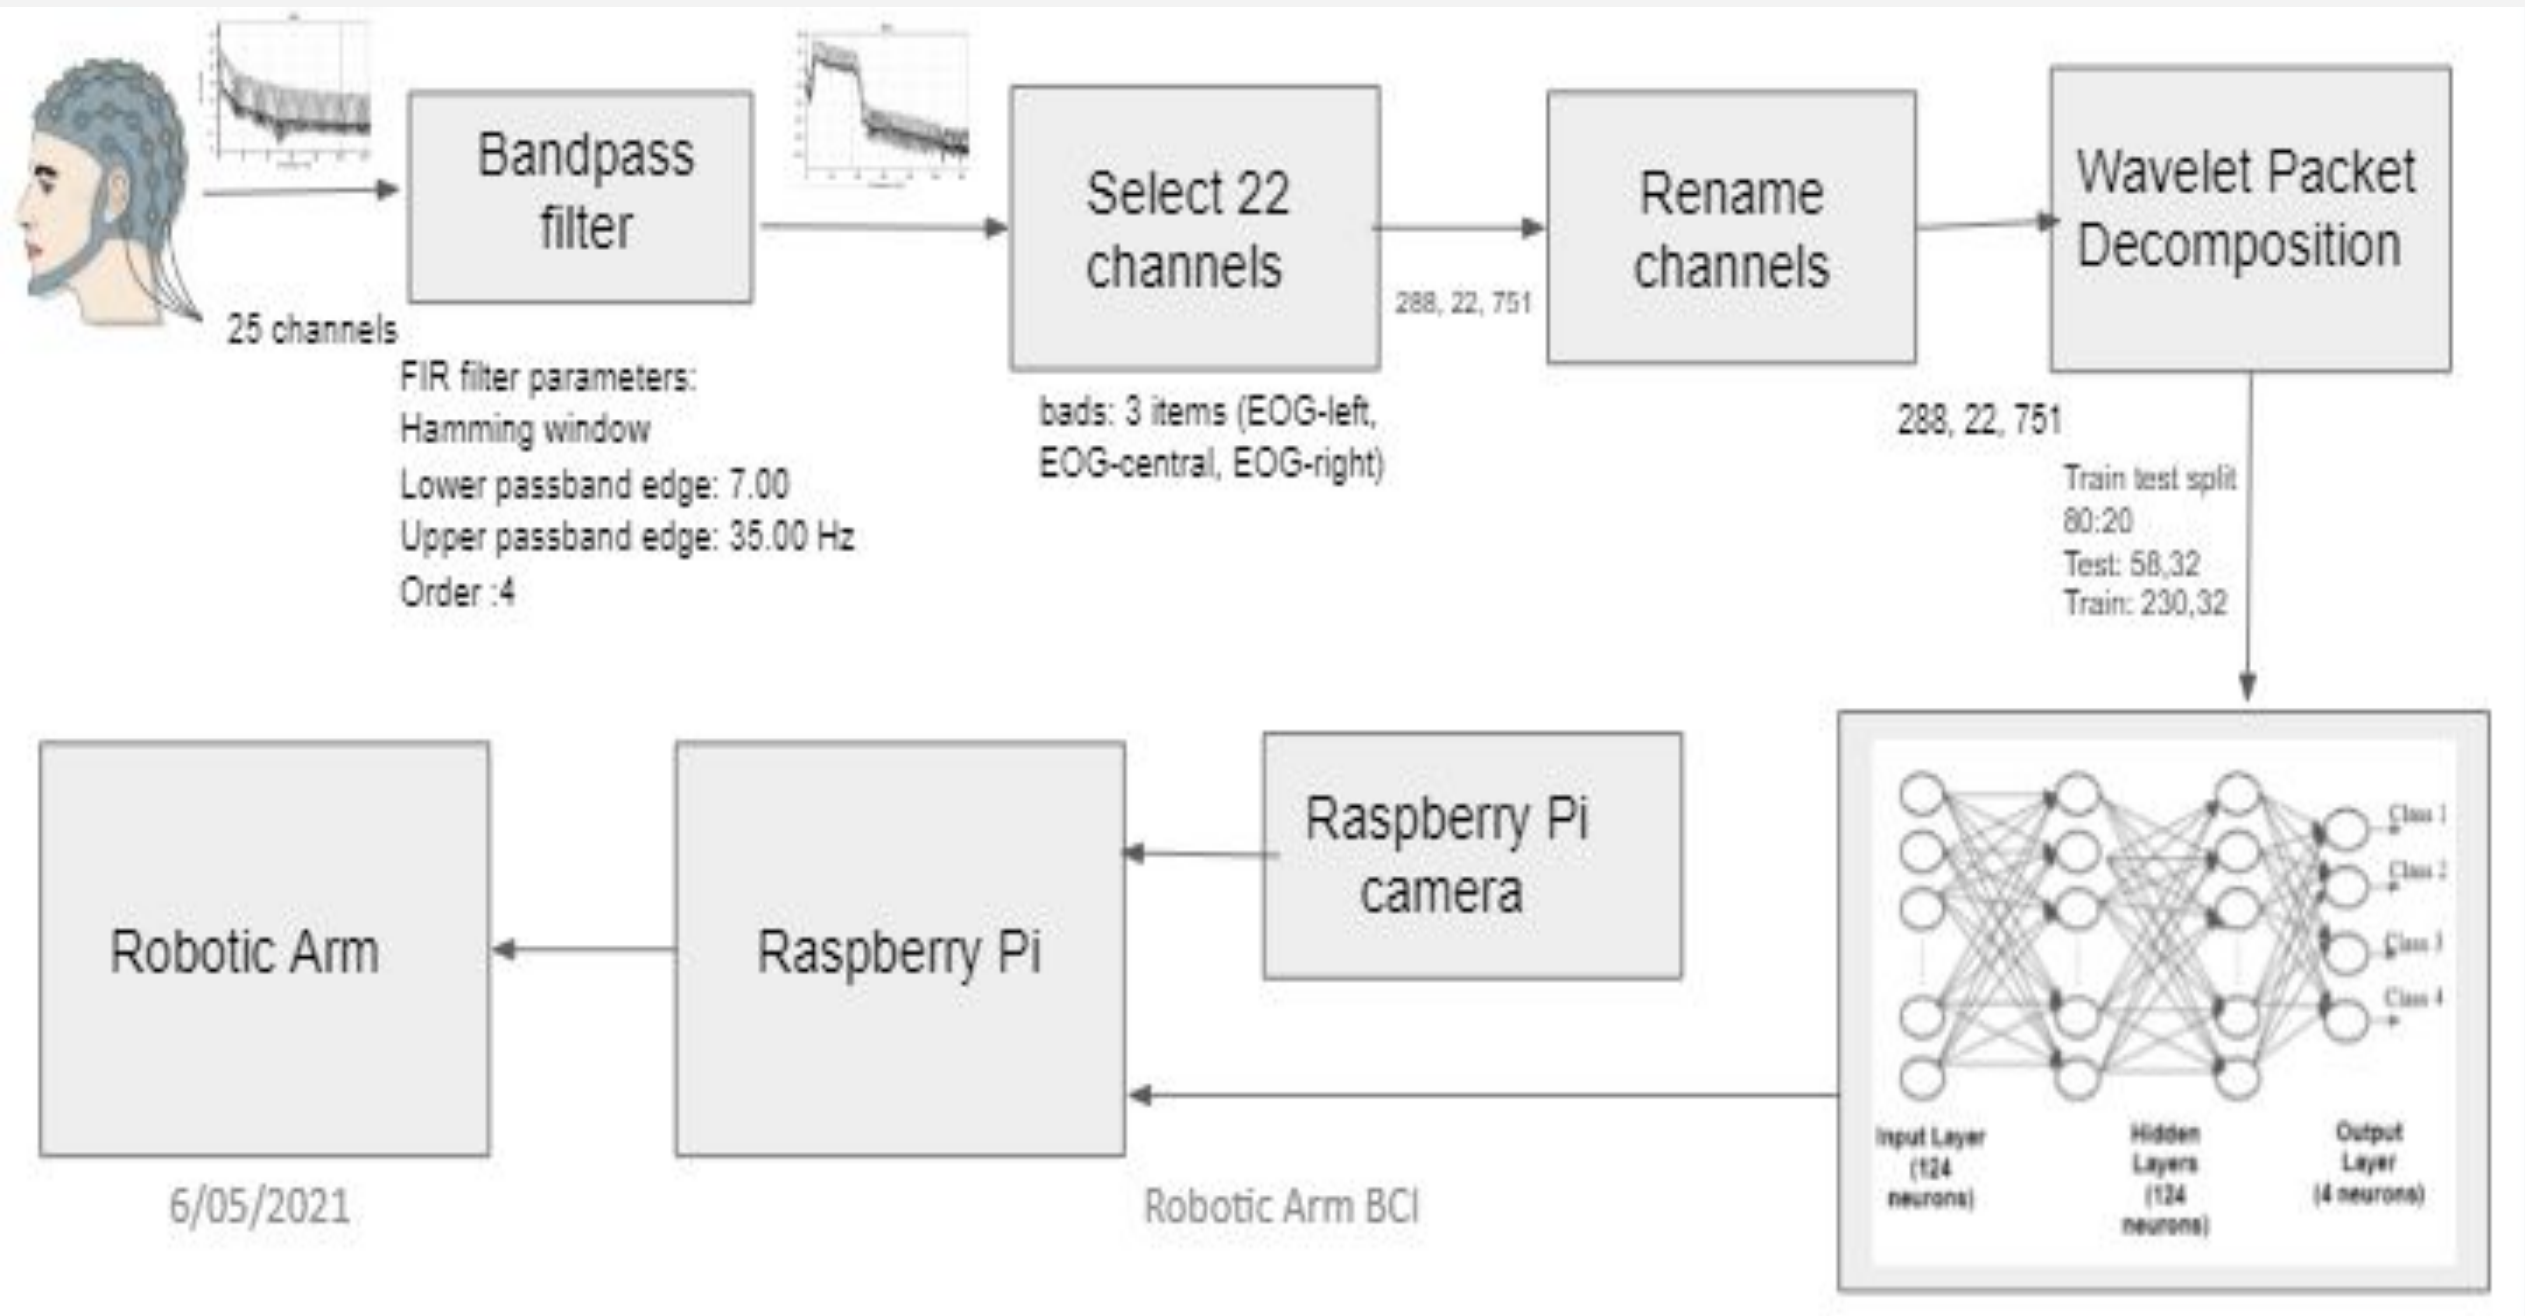 Bandpass
filter
25 channels
FIR filter parameters:
Hamming window
Lower passband edge: 7.00
Upper passband edge: 35.00 Hz
Order :4
Select 22
channels
bads: 3 items (EOG-left,
EOG-central, EOG-right)
288, 22, 751
Rename
channels
288, 22, 751
Wavelet Packet
Decomposition
Train test split
80:20
Test: 58,32
Train: 230,32
Class 1
Class 2
Class 3
Class 4
Input Layer
(124
neurons)
Hidden
Layers
(124
neurons)
Output
Layer
(4 neurons)
Raspberry Pi
camera
Raspberry Pi
Robotic Arm
6/05/2021
Robotic Arm BCI